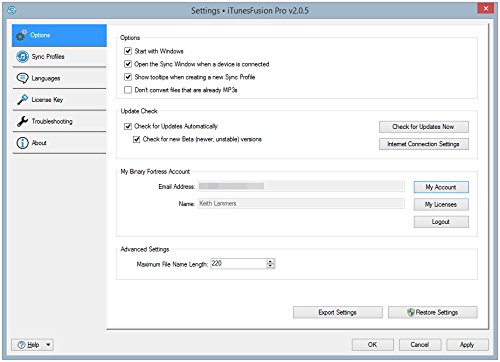 Settings • iTunesFusion Pro v2.0.5
Options
Sync Profiles
Languages
License Key
Troubleshooting
About
Options
Start with Windows
Open the Sync Window when a device is connected
Show tooltips when creating a new Sync Profile
Don't convert files that are already MP3s
Update Check
Check for Updates Automatically
Check for Updates Now
Check for new Beta (newer, unstable) versions
Internet Connection Settings
My Binary Fortress Account
Email Address:
My Account
Name: Keith Lammers
My Licenses
Logout
Advanced Settings
Maximum File Name Length: 220
Export Settings
Restore Settings
Help
OK
Cancel
Apply